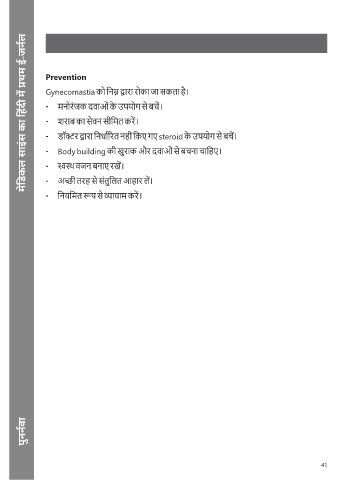 मेडिकल साइंस का हिंदी में प्रथम ई-जर्नल
Prevention
Gynecomastia को निम्न द्वारा रोका जा सकता है।
- मनोरंजक दवाओं के उपयोग से बचें।
- शराब का सेवन सीमित करें।
- डॉक्टर द्वारा निर्धारित नहीं किए गए steroid के उपयोग से बचें।
- Body building की खुराक और दवाओं से बचना चाहिए।
- स्वस्थ वजन बनाए रखें।
- अच्छी तरह से संतुलित आहार लें।
- नियमित रूप से व्यायाम करें।
पुनर्नवा
41